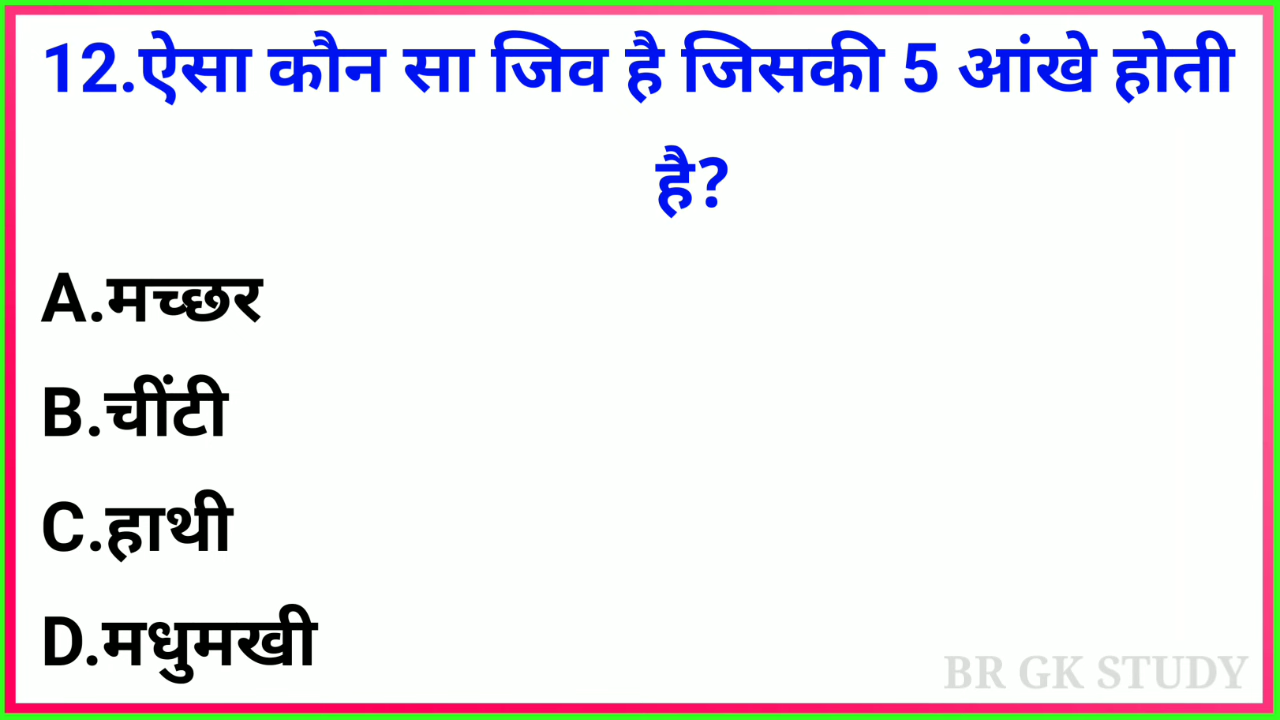 12.ऐसा कौन सा जिव है जिसकी 5 आंखे होती
है?
A.मच्छर
B.चींटी
C.हाथी
D.मधुमखी
BR GK STUDY